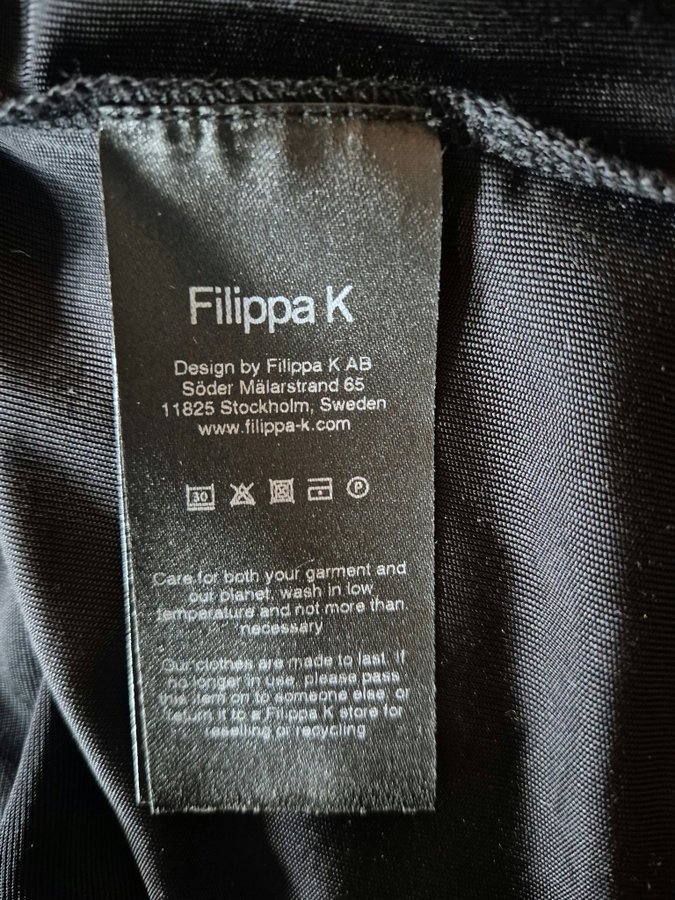 Filippa K
Design by Filippa K AB
Söder Mälarstrand 65
11825 Stockholm, Sweden
www.filippa-k.com
30 P
Care for both your garment and
our planet, wash in low
temperature and not more than
necessary
Our clothes are made to last. If
no longer in use, please pass
this item on to someone else, or
return it to a Filippa K store for
reselling or recycling